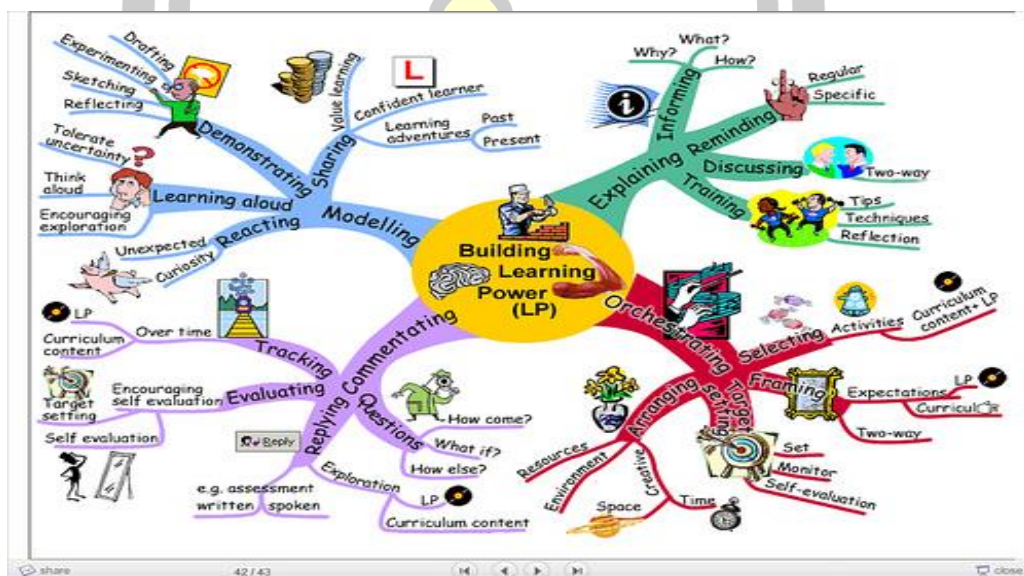 Building
Learning
Power
(LP)
Modelling
Demonstrating
Drafting
Experimenting
Sketching
Reflecting
Sharing
Value learning
L
Confident learner
Learning
adventures
Past
Present
Learning aloud
Tolerate
uncertainty
?
Think
aloud
Encouraging
exploration
Reacting
Unexpected
Curiosity
Explaining
Informing
Why?
What?
How?
i
Reminding
Regular
Specific
Discussing
Two-way
Training
Tips
Techniques
Reflection
Orchestrating
Selecting
Activities
Curriculum
content+ LP
Framing
Expectations
LP
Two-way
Target
setting
Set
Monitor
Self-evaluation
Arranging
Resources
Environment
Creative
Space
Time
Commentating
Tracking
Over time
LP
Curriculum
content
Evaluating
Encouraging
self evaluation
Target
setting
Self evaluation
Replying
Reply
e.g. assessment
written
spoken
Questions
How come?
What if?
How else?
Exploration
LP
Curriculum content
share
42 / 43
close